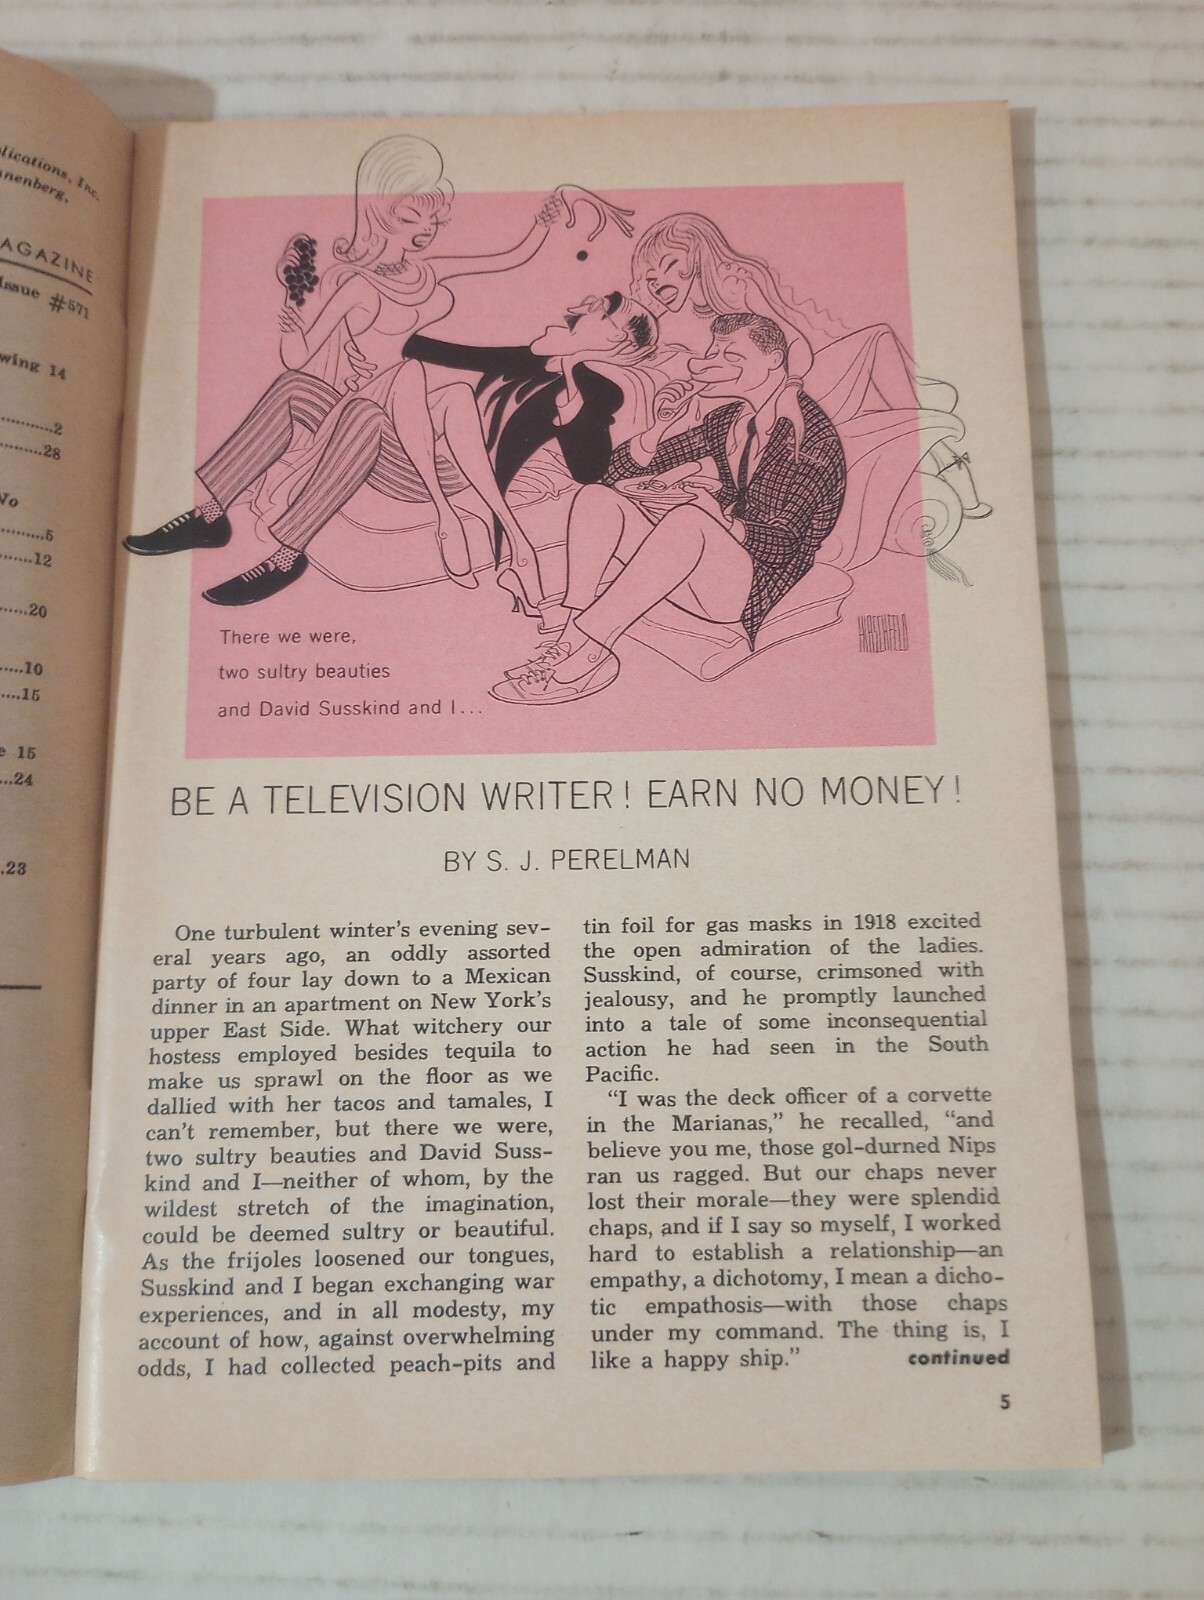 lications, Inc.
nenberg,
AGAZINE
Issue #571
wing 14
...........2
.........28
No
.........5
.......12
......20
.....10
....15
e 15
...24
.23
HIRSCHFELD
There we were,
two sultry beauties
and David Susskind and I...
BE A TELEVISION WRITER! EARN NO MONEY!
BY S. J. PERELMAN
One turbulent winter's evening sev-
eral years ago, an oddly assorted
party of four lay down to a Mexican
dinner in an apartment on New York's
upper East Side. What witchery our
hostess employed besides tequila to
make us sprawl on the floor as we
dallied with her tacos and tamales, I
can't remember, but there we were,
two sultry beauties and David Suss-
kind and I—neither of whom, by the
wildest stretch of the imagination,
could be deemed sultry or beautiful.
As the frijoles loosened our tongues,
Susskind and I began exchanging war
experiences, and in all modesty, my
account of how, against overwhelming
odds, I had collected peach-pits and
tin foil for gas masks in 1918 excited
the open admiration of the ladies.
Susskind, of course, crimsoned with
jealousy, and he promptly launched
into a tale of some inconsequential
action he had seen in the South
Pacific.
"I was the deck officer of a corvette
in the Marianas," he recalled, "and
believe you me, those gol-durned Nips
ran us ragged. But our chaps never
lost their morale—they were splendid
chaps, and if I say so myself, I worked
hard to establish a relationship—an
empathy, a dichotomy, I mean a dicho-
tic empathosis—with those chaps
under my command. The thing is, I
like a happy ship." continued
5